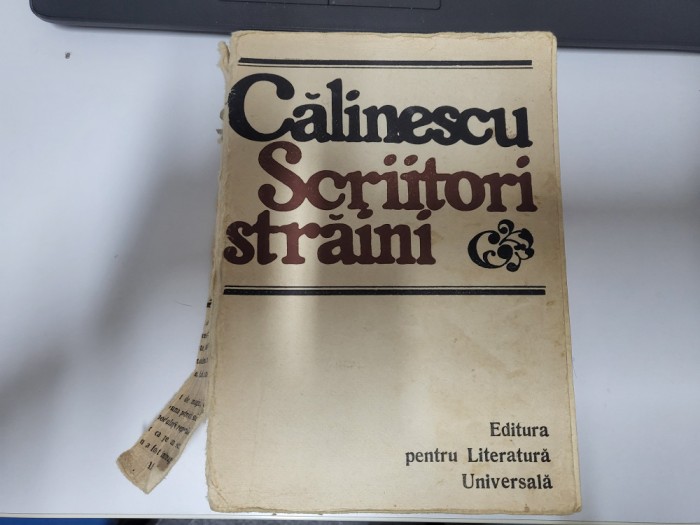 Călinescu
Scriitori
străini
Editura
pentru Literatură
Universală